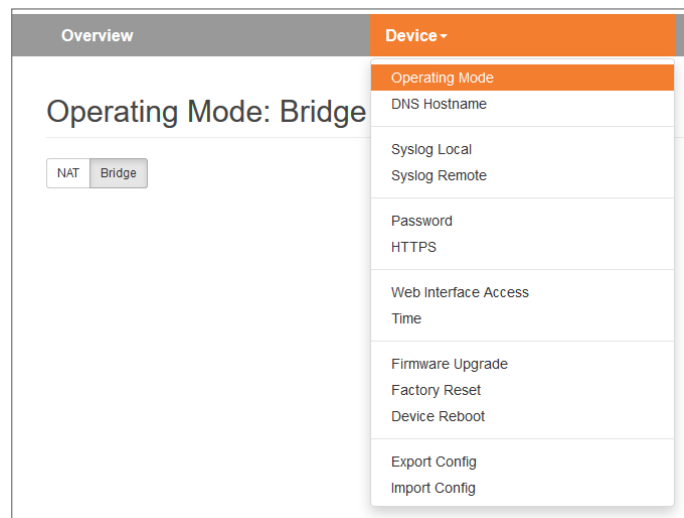 Overview
Device
Operating Mode: Bridge
NAT Bridge
Operating Mode
DNS Hostname
Syslog Local
Syslog Remote
Password
HTTPS
Web Interface Access
Time
Firmware Upgrade
Factory Reset
Device Reboot
Export Config
Import Config